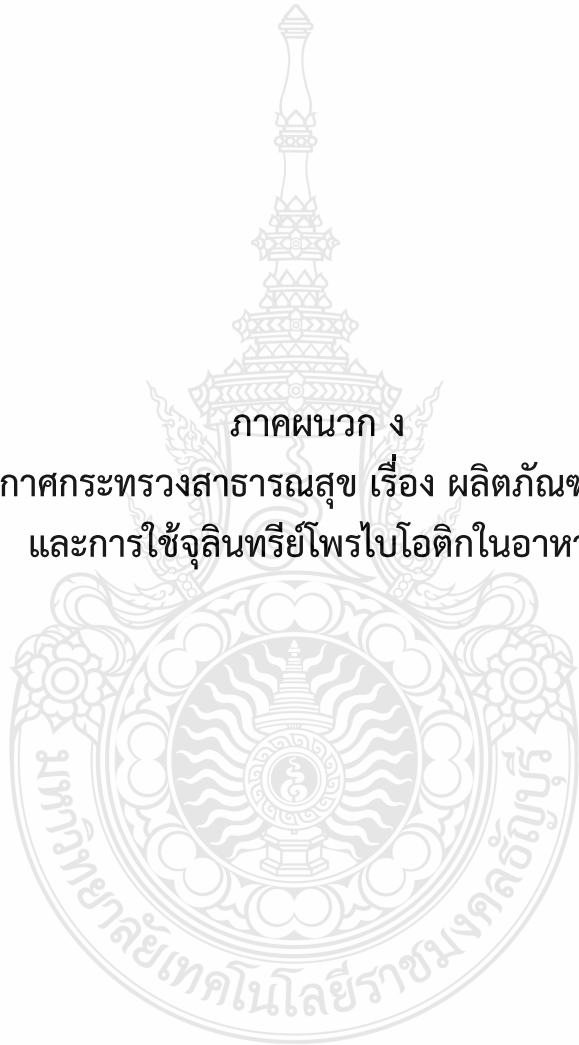 ภาคผนวก ง
กาศกระทรวงสาธารณสุข เรื่อง ผลิตภัณฑ
และการใช้จุลินทรีย์โพรไบโอติกในอาหา
มหาวิทยาลัยเทคโนโลยีราชมงคลธัญบุรี